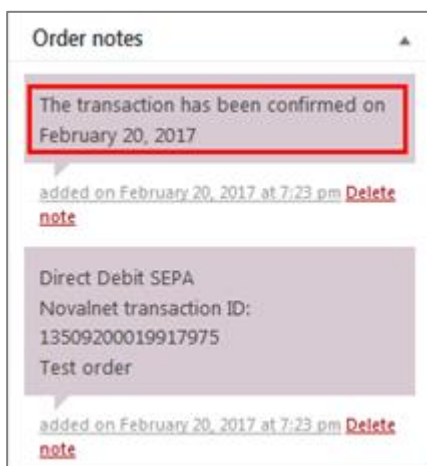 Order notes
The transaction has been confirmed on
February 20, 2017
added on February 20, 2017 at 7:23 pm Delete
note
Direct Debit SEPA
Novalnet transaction ID:
13509200019917975
Test order
added on February 20, 2017 at 7:23 pm Delete
note